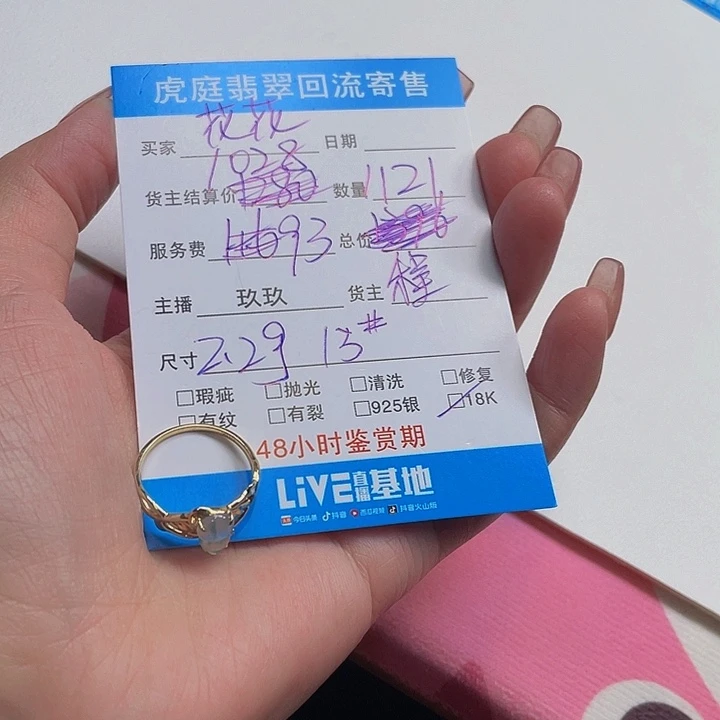 虎庭翡翠回流寄售
买家 花花 日期
货主结算价 1028 数量 1121
服务费 93 总价
主播 玖玖 货主 程
尺寸 2.29 13#
□瑕疵 □抛光 □清洗 □修复
□有纹 □有裂 □925银 □18K
48小时鉴赏期
LiVE直播基地
今日头条 抖音 西瓜视频 抖音火山版